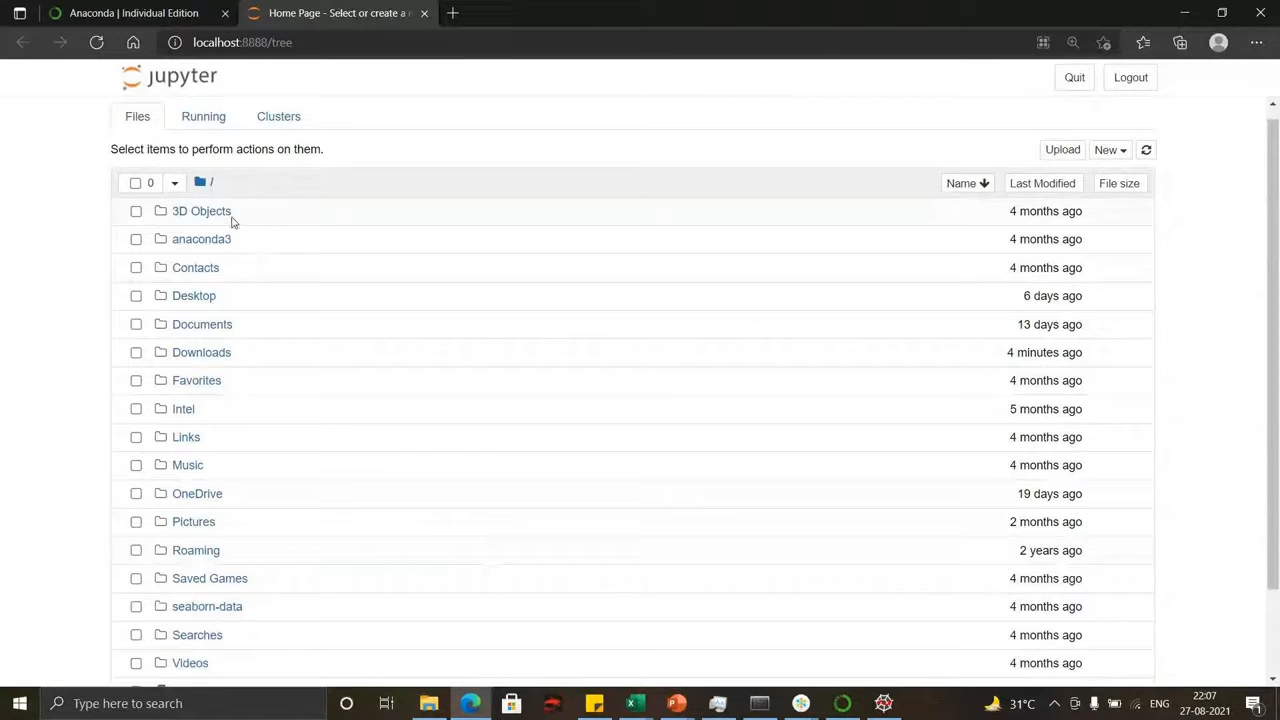 Anaconda | Individual Edition
Home Page - Select or create a n
localhost:8888/tree
jupyter
Quit
Logout
Files
Running
Clusters
Select items to perform actions on them.
Upload
New
0
/
Name
Last Modified
File size
3D Objects
4 months ago
anaconda3
4 months ago
Contacts
4 months ago
Desktop
6 days ago
Documents
13 days ago
Downloads
4 minutes ago
Favorites
4 months ago
Intel
5 months ago
Links
4 months ago
Music
4 months ago
OneDrive
19 days ago
Pictures
2 months ago
Roaming
2 years ago
Saved Games
4 months ago
seaborn-data
4 months ago
Searches
4 months ago
Videos
4 months ago
Type here to search
31°C
ENG
22:07
27-08-2021